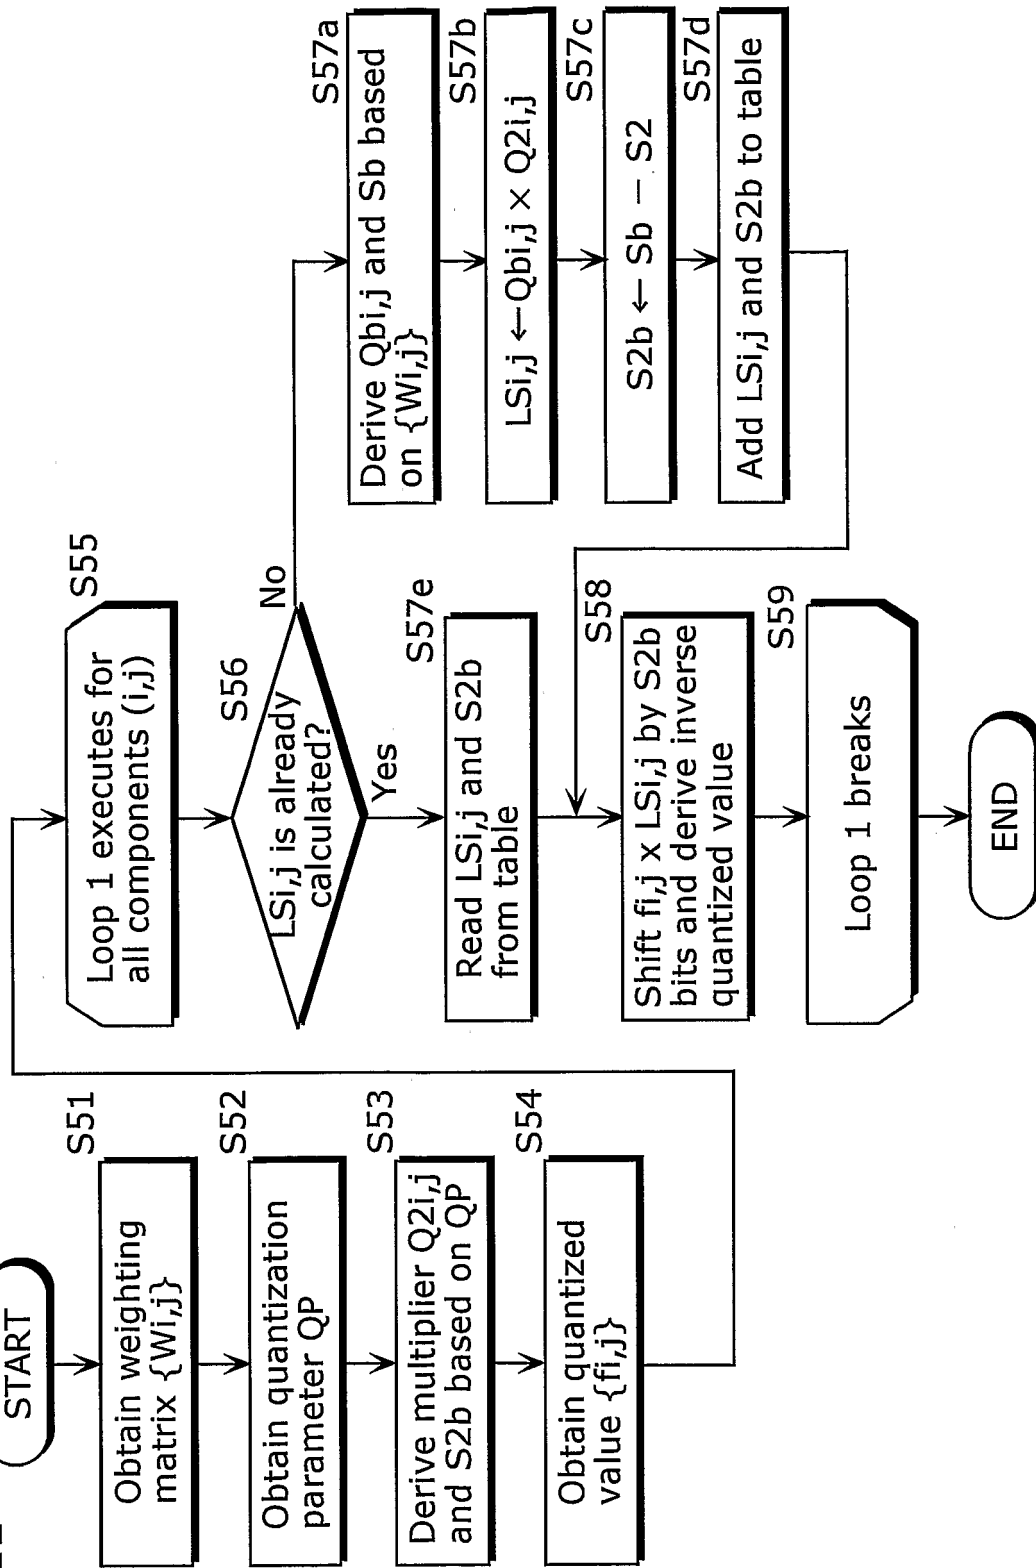 START
S51
Obtain weighting
matrix {Wi,j}
S52
Obtain quantization
parameter QP
S53
Derive multiplier Q2i,j
and S2b based on QP
S54
Obtain quantized
value {fi,j}
S55
Loop 1 executes for
all components (i,j)
S56
LSi,j is already
calculated?
No
Yes
S57e
Read LSi,j and S2b
from table
S58
Shift fi,j x LSi,j by S2b
bits and derive inverse
quantized value
S59
Loop 1 breaks
END
S57a
Derive Qbi,j and Sb based
on {Wi,j}
S57b
LSi,j ←Qbi,j × Q2i,j
S57c
S2b ← Sb − S2
S57d
Add LSi,j and S2b to table